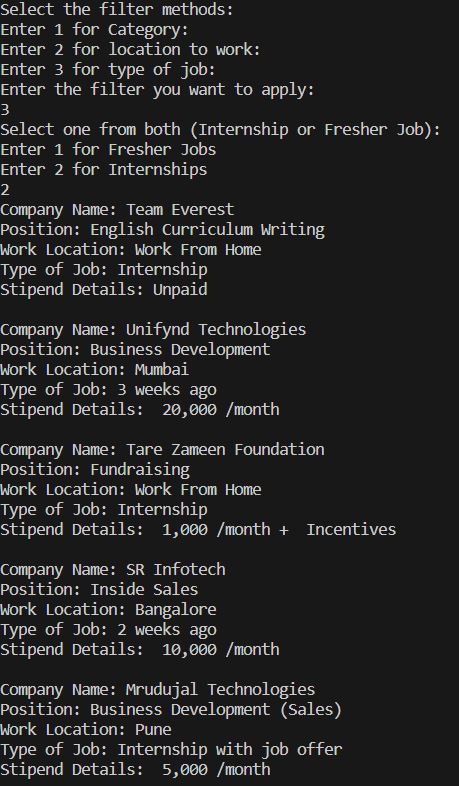 Select the filter methods:
Enter 1 for Category:
Enter 2 for location to work:
Enter 3 for type of job:
Enter the filter you want to apply:
3
Select one from both (Internship or Fresher Job):
Enter 1 for Fresher Jobs
Enter 2 for Internships
2
Company Name: Team Everest
Position: English Curriculum Writing
Work Location: Work From Home
Type of Job: Internship
Stipend Details: Unpaid

Company Name: Unifynd Technologies
Position: Business Development
Work Location: Mumbai
Type of Job: 3 weeks ago
Stipend Details:  20,000 /month

Company Name: Tare Zameen Foundation
Position: Fundraising
Work Location: Work From Home
Type of Job: Internship
Stipend Details:  1,000 /month +  Incentives

Company Name: SR Infotech
Position: Inside Sales
Work Location: Bangalore
Type of Job: 2 weeks ago
Stipend Details:  10,000 /month

Company Name: Mrudujal Technologies
Position: Business Development (Sales)
Work Location: Pune
Type of Job: Internship with job offer
Stipend Details:  5,000 /month